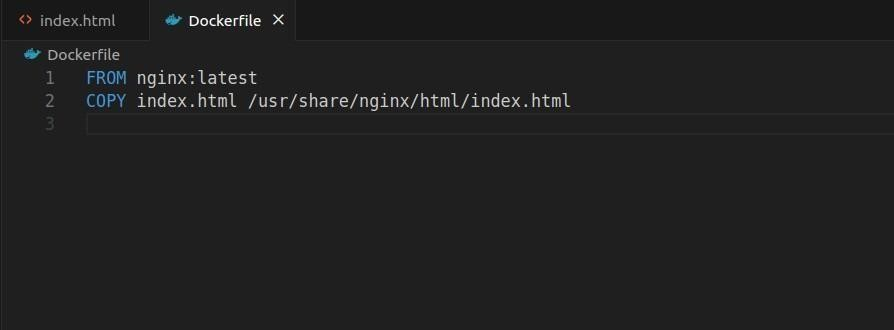 index.html Dockerfile
Dockerfile
1 FROM nginx:latest
2 COPY index.html /usr/share/nginx/html/index.html
3